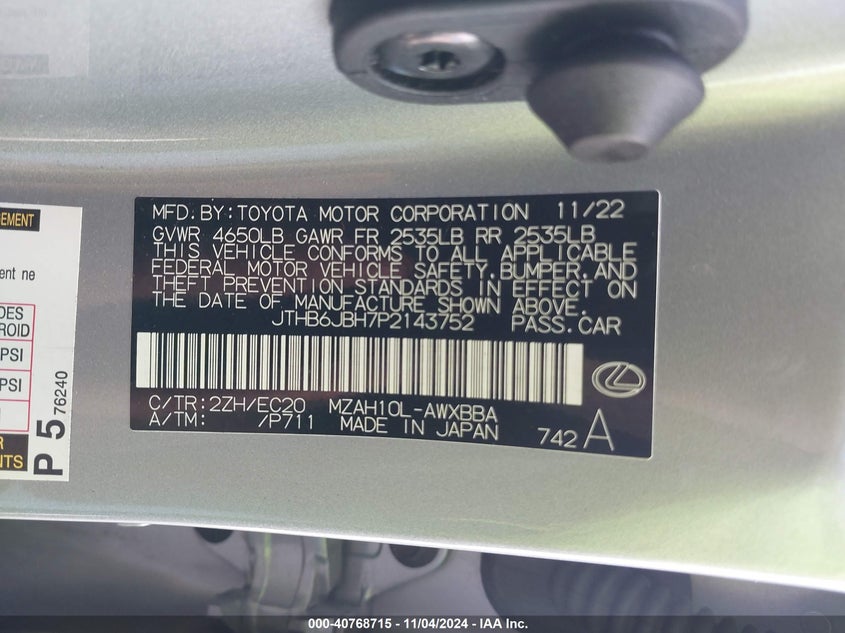 MFD. BY: TOYOTA MOTOR CORPORATION 11/22
GVWR 4650LB GAWR FR 2535LB RR 2535LB
THIS VEHICLE CONFORMS TO ALL APPLICABLE
FEDERAL MOTOR VEHICLE SAFETY, BUMPER, AND
THEFT PREVENTION STANDARDS IN EFFECT ON
THE DATE OF MANUFACTURE SHOWN ABOVE.
JTHB6JBH7P2143752 PASS.CAR
C/TR: 2ZH/EC20 MZAH10L-AWXBBA
A/TM: /P711 MADE IN JAPAN
742 A
ent ne
ROID
PSI
PSI
P 5 76240
000-40768715 - 11/04/2024 - IAA Inc.